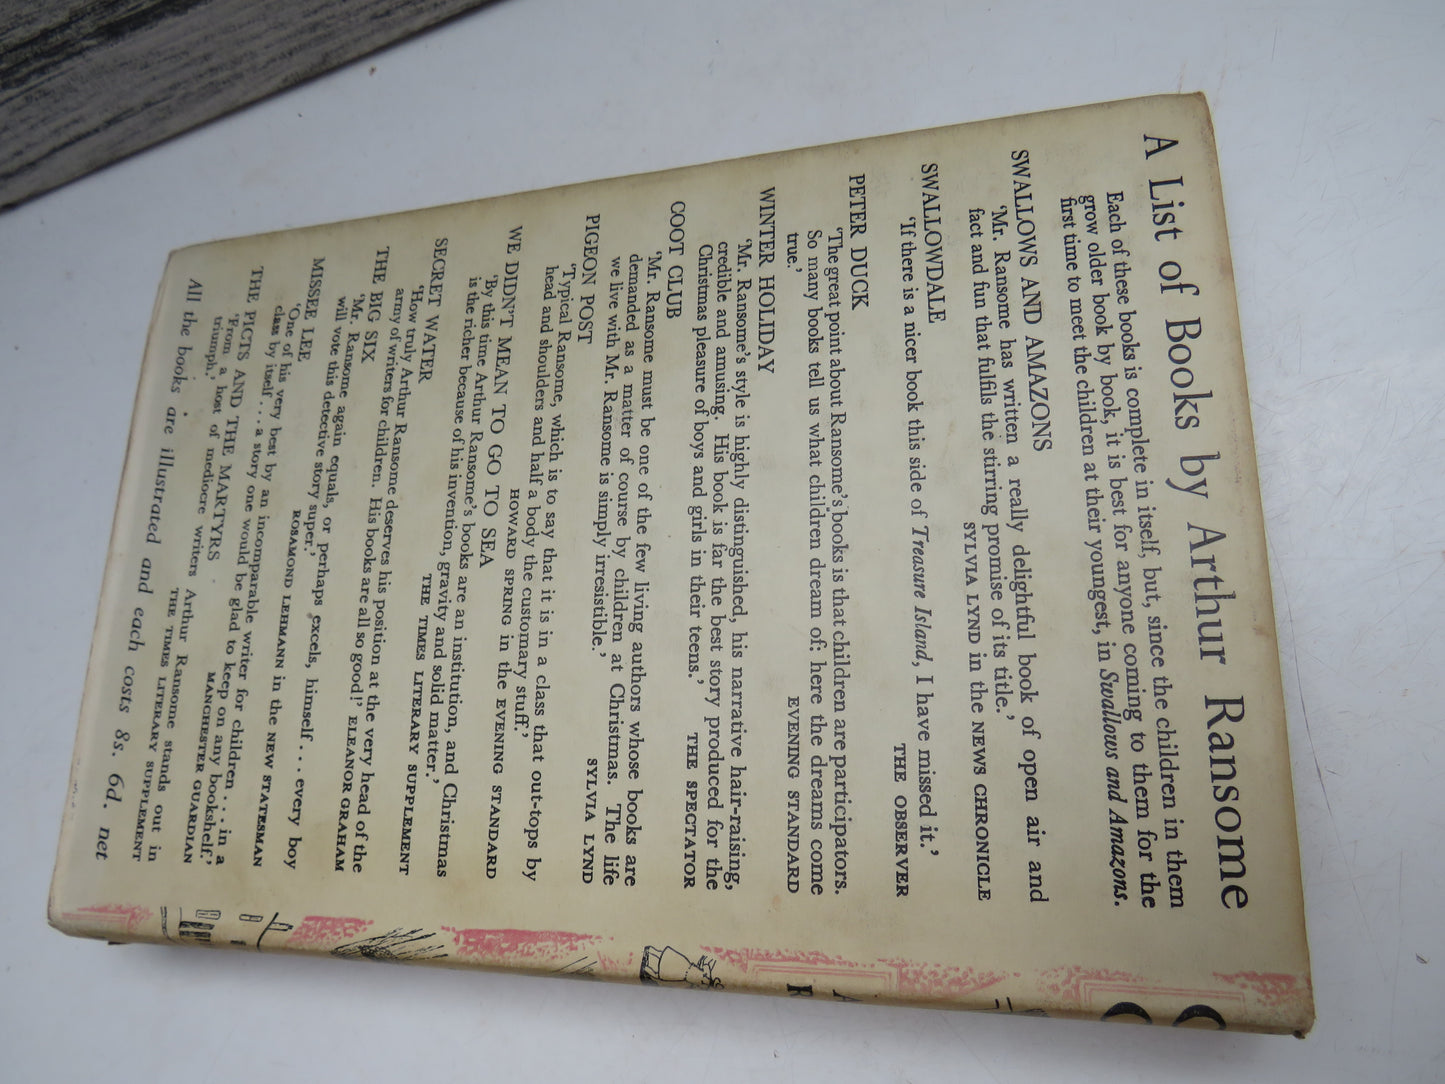 A List of Books by Arthur Ransome
Each of these books is complete in itself, but, since the children in them
grow older book by book, it is best for anyone coming to them for the
first time to meet the children at their youngest, in Swallows and Amazons.
SWALLOWS AND AMAZONS
'Mr. Ransome has written a really delightful book of open air and
fact and fun that fulfils the stirring promise of its title.'
SYLVIA LYND in the NEWS CHRONICLE
SWALLOWDALE
'If there is a nicer book this side of Treasure Island, I have missed it.'
THE OBSERVER
PETER DUCK
'The great point about Ransome's books is that children are participators.
So many books tell us what children dream of; here the dreams come
true.' EVENING STANDARD
WINTER HOLIDAY
'Mr. Ransome's style is highly distinguished, his narrative hair-raising,
credible and amusing. His book is far the best story produced for the
Christmas pleasure of boys and girls in their teens.' THE SPECTATOR
COOT CLUB
'Mr. Ransome must be one of the few living authors whose books are
demanded as a matter of course by children at Christmas. The life
we live with Mr. Ransome is simply irresistible.' SYLVIA LYND
PIGEON POST
'Typical Ransome, which is to say that it is in a class that out-tops by
head and shoulders and half a body the customary stuff.'
HOWARD SPRING in the EVENING STANDARD
WE DIDN'T MEAN TO GO TO SEA
'By this time Arthur Ransome's books are an institution, and Christmas
is the richer because of his invention, gravity and solid matter.'
THE TIMES LITERARY SUPPLEMENT
SECRET WATER
'How truly Arthur Ransome deserves his position at the very head of the
army of writers for children. His books are all so good!' ELEANOR GRAHAM
THE BIG SIX
'Mr. Ransome again equals, or perhaps excels, himself . . . every boy
will vote this detective story super.'
ROSAMOND LEHMANN in the NEW STATESMAN
MISSEE LEE
'One of his very best by an incomparable writer for children . . . in a
class by itself . . . a story one would be glad to keep on any bookshelf.'
MANCHESTER GUARDIAN
THE PICTS AND THE MARTYRS
'From a host of mediocre writers Arthur Ransome stands out in
triumph.' THE TIMES LITERARY SUPPLEMENT
All the books are illustrated and each costs 8s. 6d. net